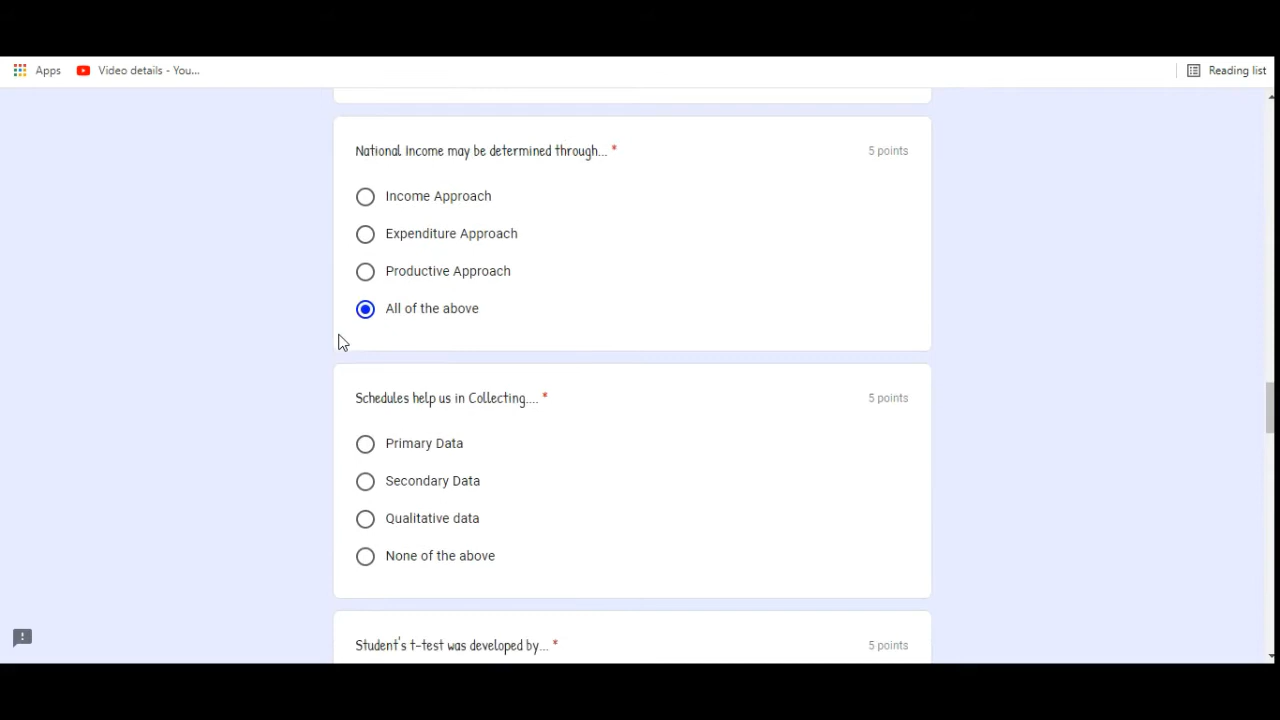 Apps Video details - You... Reading list
National Income may be determined through... * 5 points
Income Approach
Expenditure Approach
Productive Approach
All of the above
Schedules help us in Collecting.... * 5 points
Primary Data
Secondary Data
Qualitative data
None of the above
Student's t-test was developed by... * 5 points